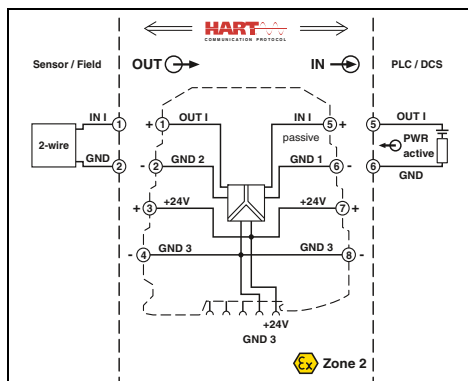 HART
COMMUNICATION PROTOCOL
Sensor / Field
OUT
IN
PLC / DCS
IN I
1
+
1
OUT I
IN I
5
+
5
OUT I
2-wire
passive
PWR
active
GND
2
-
2
GND 2
GND 1
6
-
6
GND
+
3
+24V
+24V
7
+
-
4
GND 3
GND 3
8
-
+24V
GND 3
Ex
Zone 2